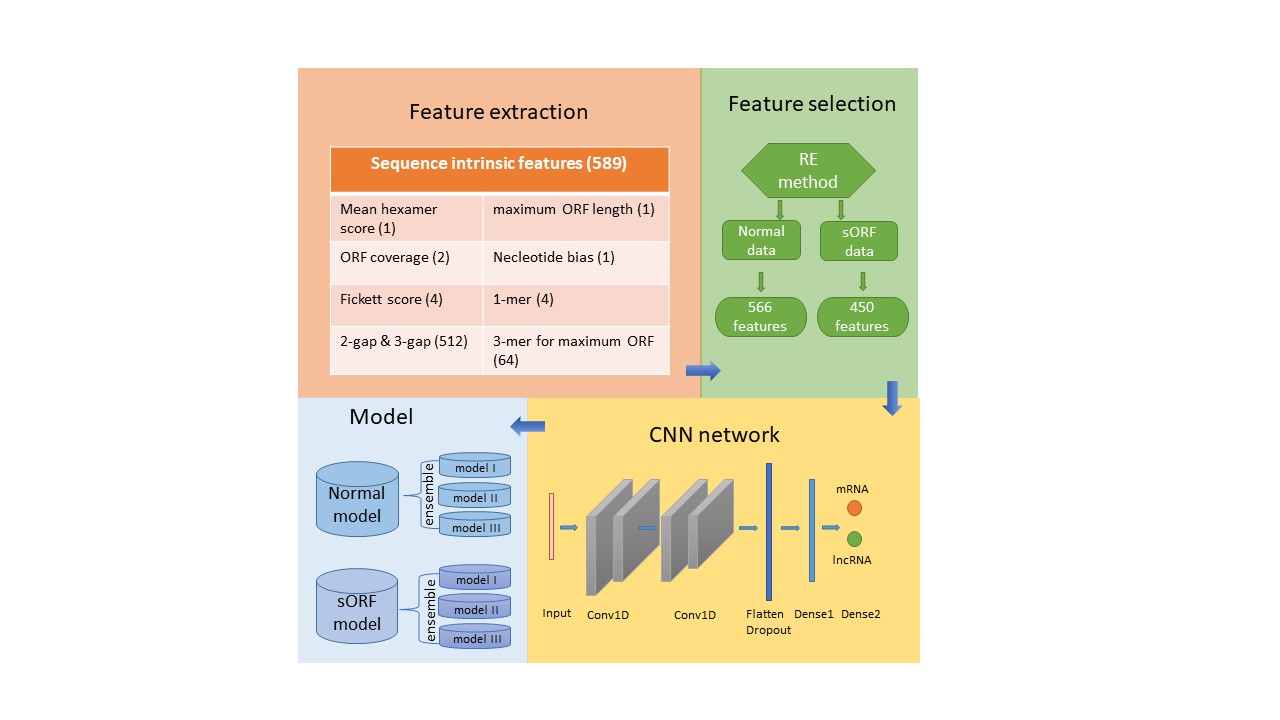 Feature extraction
Sequence intrinsic features (589)
Mean hexamer
score (1)
maximum ORF length (1)
ORF coverage (2)
Necleotide bias (1)
Fickett score (4)
1-mer (4)
2-gap & 3-gap (512)
3-mer for maximum ORF
(64)
Feature selection
RE
method
Normal
data
sORF
data
566
features
450
features
CNN network
mRNA
lncRNA
Input
Conv1D
Conv1D
Flatten
Dropout
Dense1
Dense2
Model
Normal
model
ensemble
model I
model II
model III
sORF
model
ensemble
model I
model II
model III